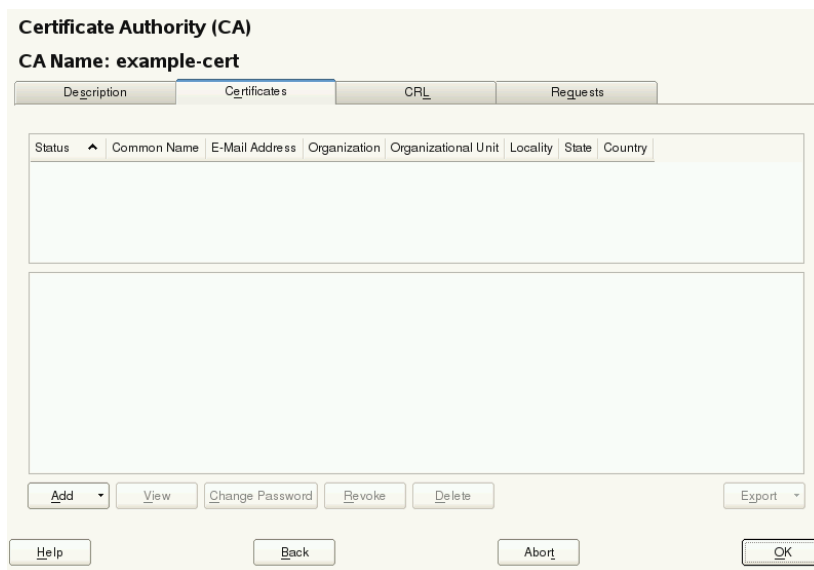 Certificate Authority (CA)
CA Name: example-cert
Description Certificates CRL Requests
Status Common Name E-Mail Address Organization Organizational Unit Locality State Country
Add View Change Password Revoke Delete Export
Help Back Abort OK